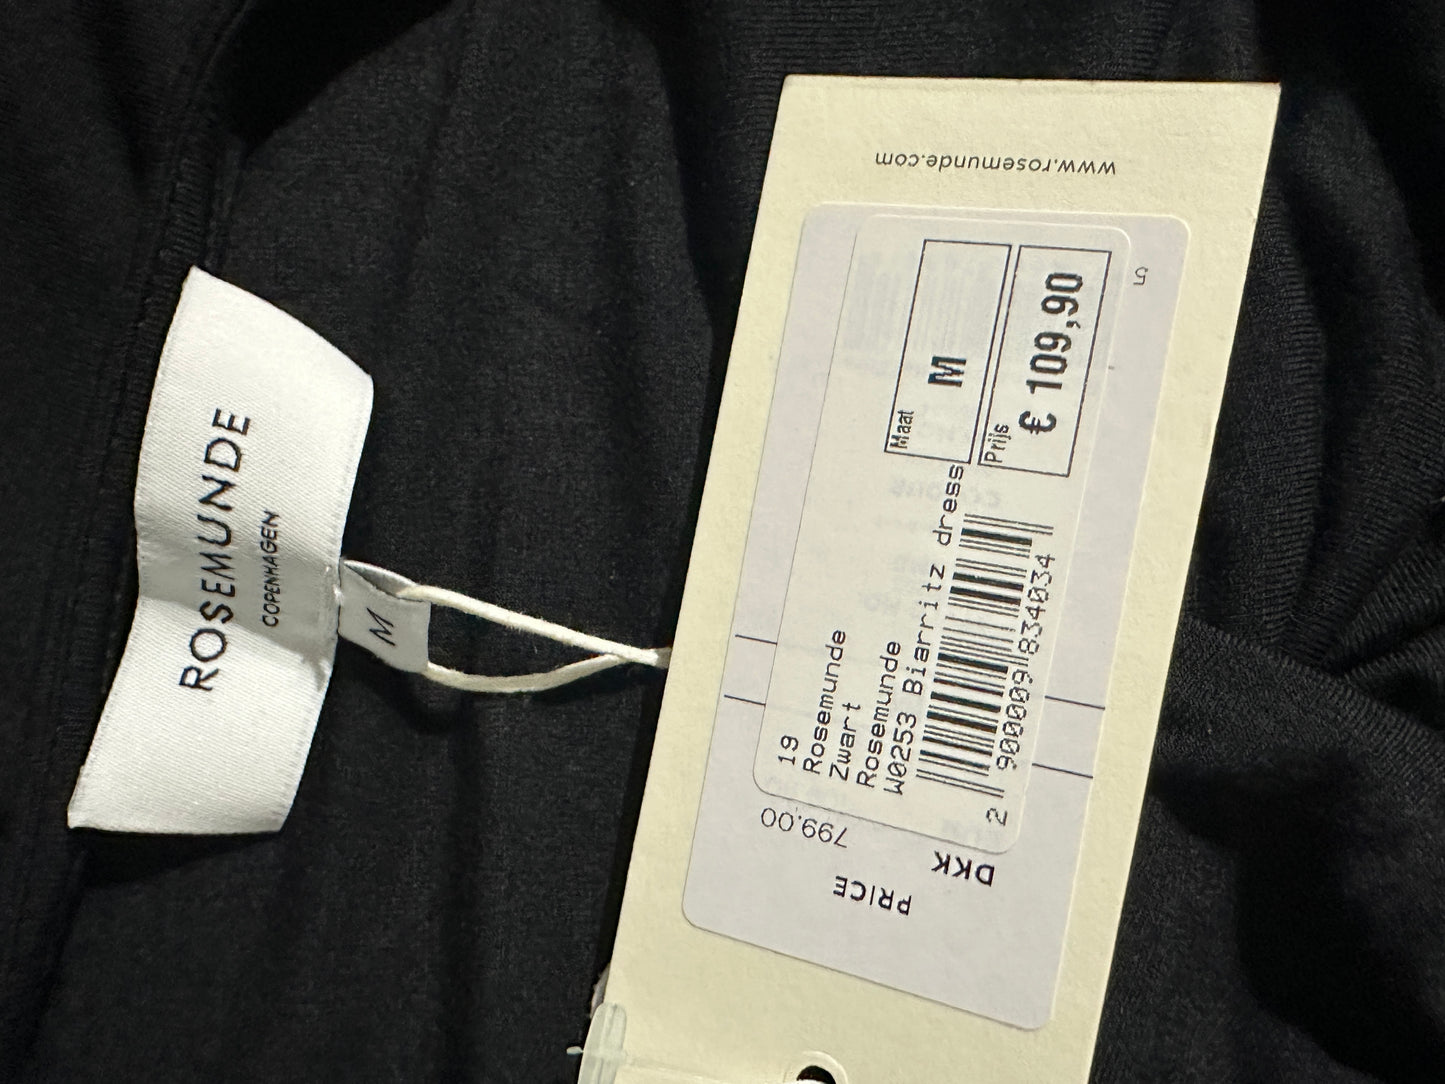 ROSEMUNDE
COPENHAGEN
M
www.rosemunde.com
5
19
Rosemunde
Zwart
Rosemunde
W0253 Biarritz dress
2 900009 834034
Maat
M
Prijs
€ 109,90
PRICE
DKK
799.00